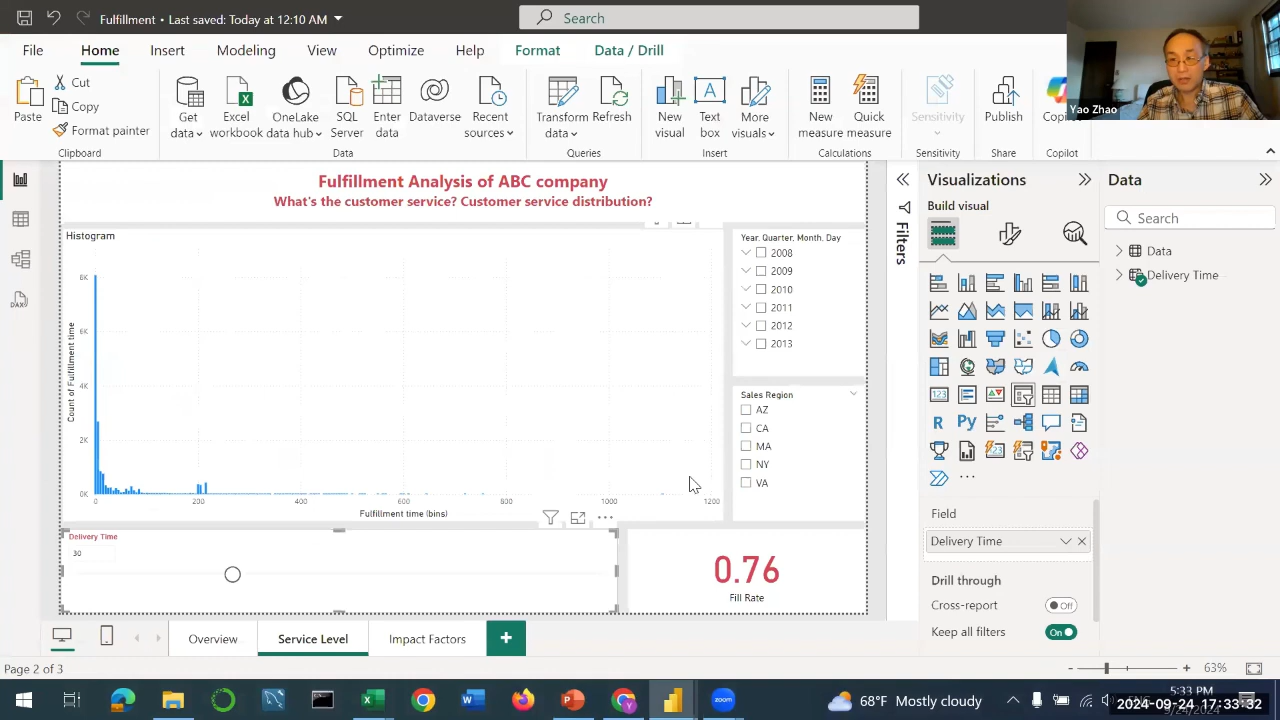 Fulfillment • Last saved: Today at 12:10 AM
Search
Yao Zhao
File Home Insert Modeling View Optimize Help Format Data / Drill
Paste
Cut
Copy
Format painter
Clipboard
Get data
Excel workbook
OneLake data hub
SQL Server
Enter data
Dataverse
Recent sources
Data
Transform data
Refresh
Queries
New visual
Text box
More visuals
Insert
New measure
Quick measure
Calculations
Sensitivity
Sensitivity
Publish
Share
Copilot
Fulfillment Analysis of ABC company
What's the customer service? Customer service distribution?
Histogram
Count of Fulfillment time
8K
6K
4K
2K
0K
0 200 400 600 800 1000 1200
Fulfillment time (bins)
Year, Quarter, Month, Day
2008
2009
2010
2011
2012
2013
Sales Region
AZ
CA
MA
NY
VA
Delivery Time
30
0.76
Fill Rate
Filters
Visualizations
Build visual
Field
Delivery Time
Drill through
Cross-report Off
Keep all filters On
Data
Search
Data
Delivery Time
DAX
R Py
123
Overview Service Level Impact Factors +
Page 2 of 3
- + 63%
68°F Mostly cloudy
5:33 PM
2024-09-24 17:33:32